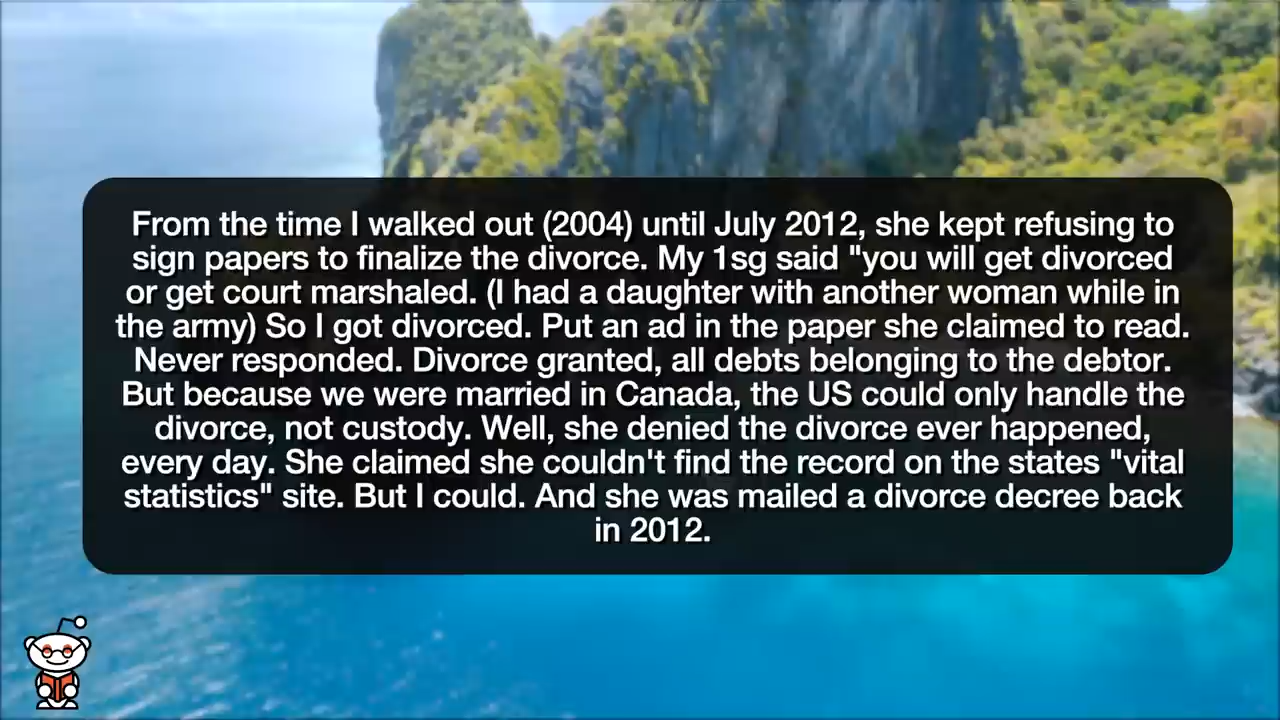 From the time I walked out (2004) until July 2012, she kept refusing to
sign papers to finalize the divorce. My 1sg said "you will get divorced
or get court marshaled. (I had a daughter with another woman while in
the army) So I got divorced. Put an ad in the paper she claimed to read.
Never responded. Divorce granted, all debts belonging to the debtor.
But because we were married in Canada, the US could only handle the
divorce, not custody. Well, she denied the divorce ever happened,
every day. She claimed she couldn't find the record on the states "vital
statistics" site. But I could. And she was mailed a divorce decree back
in 2012.